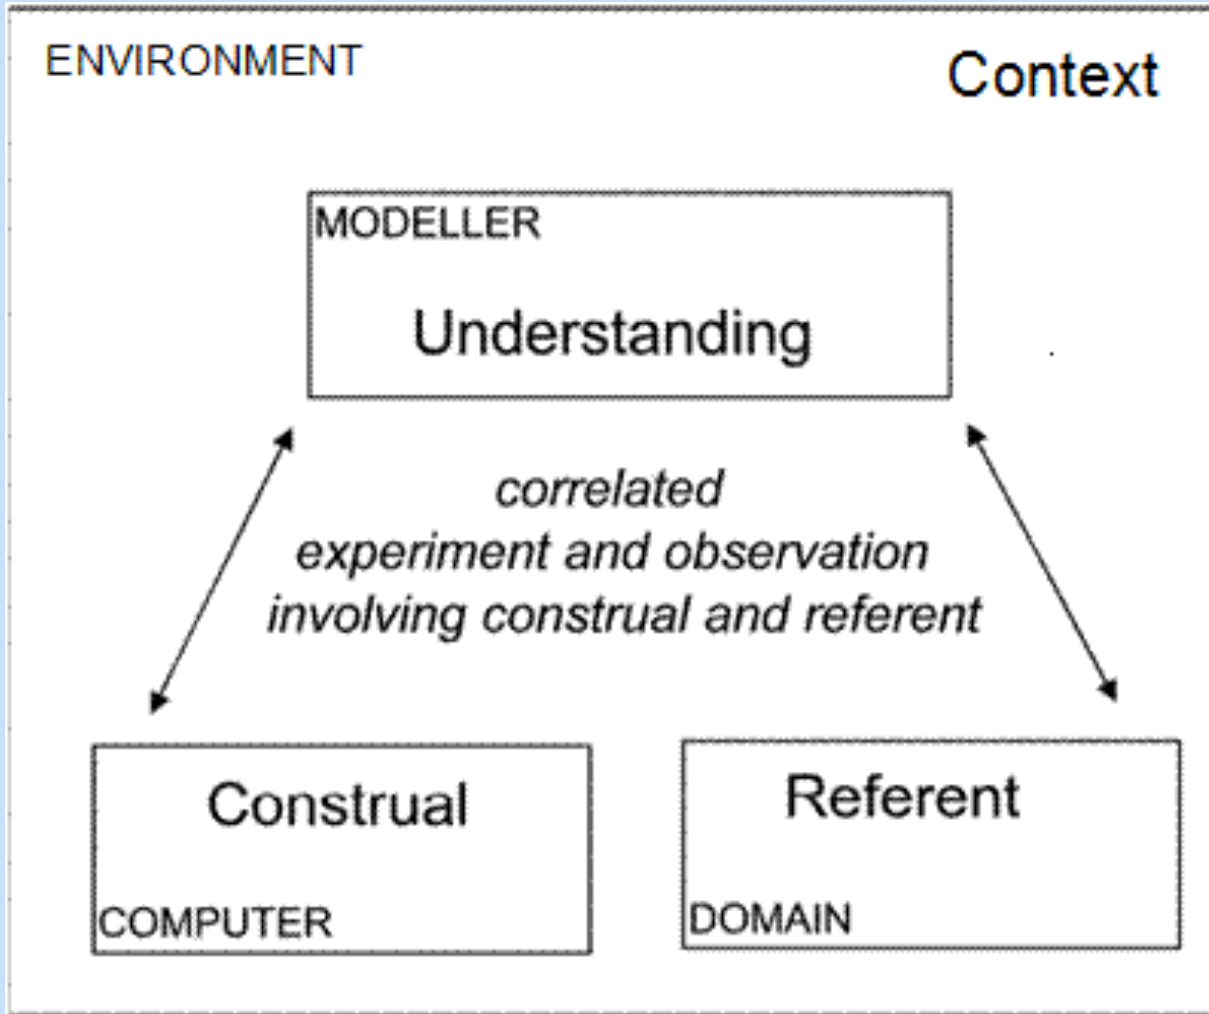 ENVIRONMENT
Context
MODELLER
Understanding
correlated
experiment and observation
involving construal and referent
Construal
COMPUTER
Referent
DOMAIN